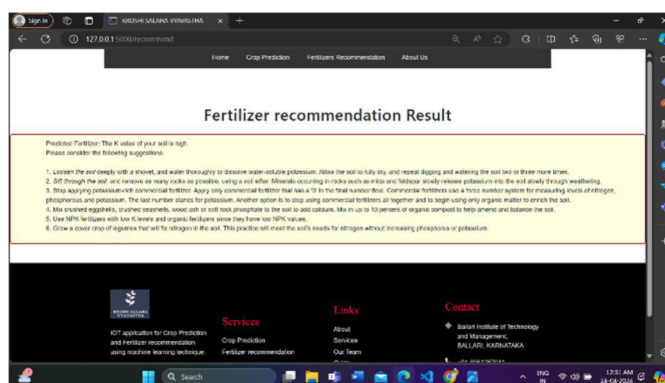 Sign in
KRUSHI SALAHA VYAVASTHA
127.0.0.1:5000/recommend
Home Crop Prediction Fertilizers Recommendation About Us
Fertilizer recommendation Result
Predicted Fertilizer: The K value of your soil is high.
Please consider the following suggestions.
1. Loosen the soil deeply with a shovel, and water thoroughly to dissolve water-soluble potassium. Allow the soil to fully dry, and repeat digging and watering the soil two or three more times.
2. Sift through the soil, and remove as many rocks as possible, using a soil sifter. Minerals occurring in rocks such as mica and feldspar slowly release potassium into the soil slowly through weathering.
3. Stop applying potassium-rich commercial fertilizer. Apply only commercial fertilizer that has a '0' in the final number field. Commercial fertilizers use a three number system for measuring levels of nitrogen,
phosphorous and potassium. The last number stands for potassium. Another option is to stop using commercial fertilizers all together and to begin using only organic matter to enrich the soil.
4. Mix crushed eggshells, crushed seashells, wood ash or soft rock phosphate to the soil to add calcium. Mix in up to 10 percent of organic compost to help amend and balance the soil.
5. Use NPK fertilizers with low K levels and organic fertilizers since they have low NPK values.
6. Grow a cover crop of legumes that will fix nitrogen in the soil. This practice will meet the soil's needs for nitrogen without increasing phosphorus or potassium.
KRUSHI SALAHA
VYAVASTHA
IOT application for Crop Prediction
and Fertilizer recommendation
using machine learning technique.
Services
Crop Prediction
Fertilizer recommendation
Links
About
Services
Our Team
Contact
Ballari Institute of Technology
and Management,
BALLARI, KARNATAKA
Search
ENG
IN
12:31 AM
24-04-2024